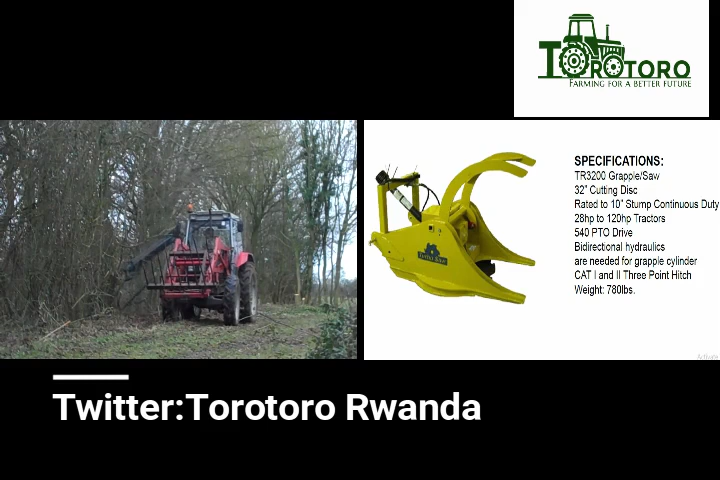 TOROTORO
FARMING FOR A BETTER FUTURE
SPECIFICATIONS:
TR3200 Grapple/Saw
32" Cutting Disc
Rated to 10" Stump Continuous Duty
28hp to 120hp Tractors
540 PTO Drive
Bidirectional hydraulics
are needed for grapple cylinder
CAT I and II Three Point Hitch
Weight: 780lbs.
Twitter:Torotoro Rwanda